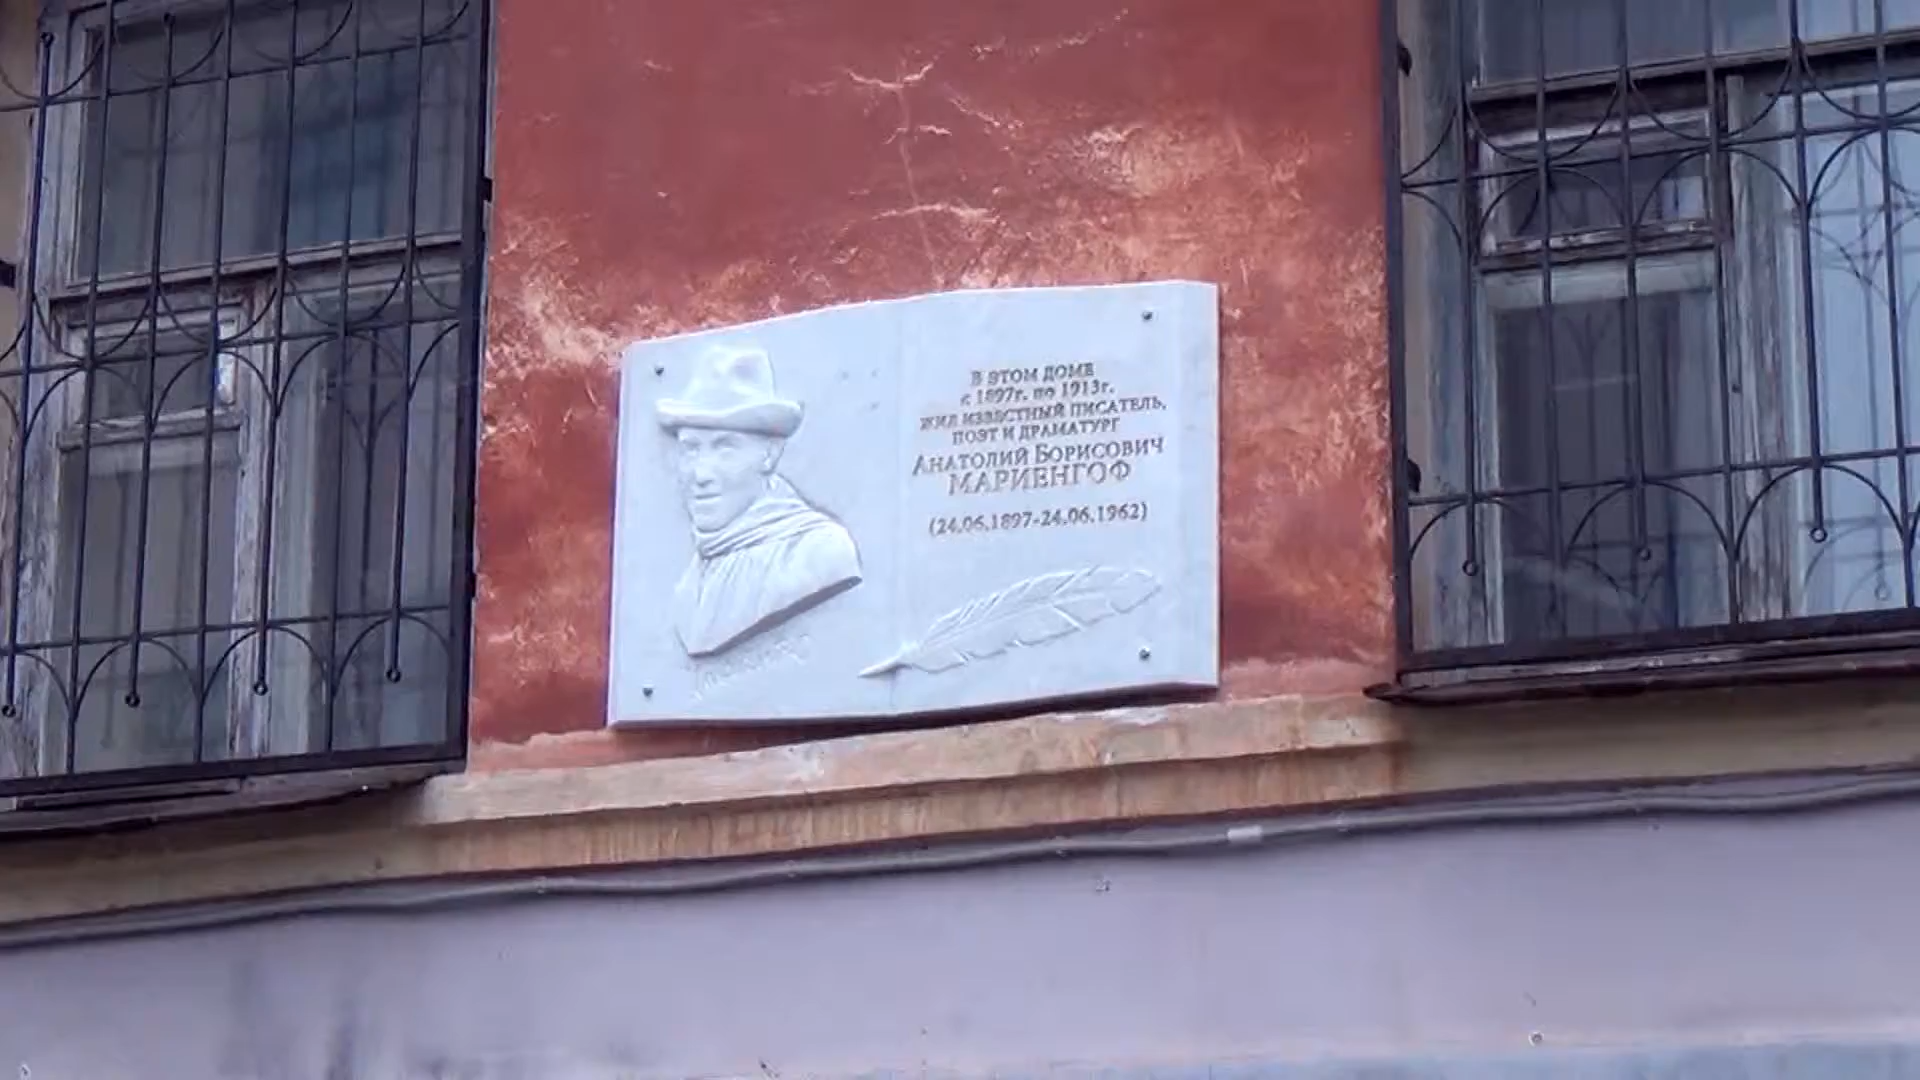 В ЭТОМ ДОМЕ
с 1897г. по 1913г.
ЖИЛ ИЗВЕСТНЫЙ ПИСАТЕЛЬ,
ПОЭТ И ДРАМАТУРГ
АНАТОЛИЙ БОРИСОВИЧ
МАРИЕНГОФ
(24.06.1897-24.06.1962)